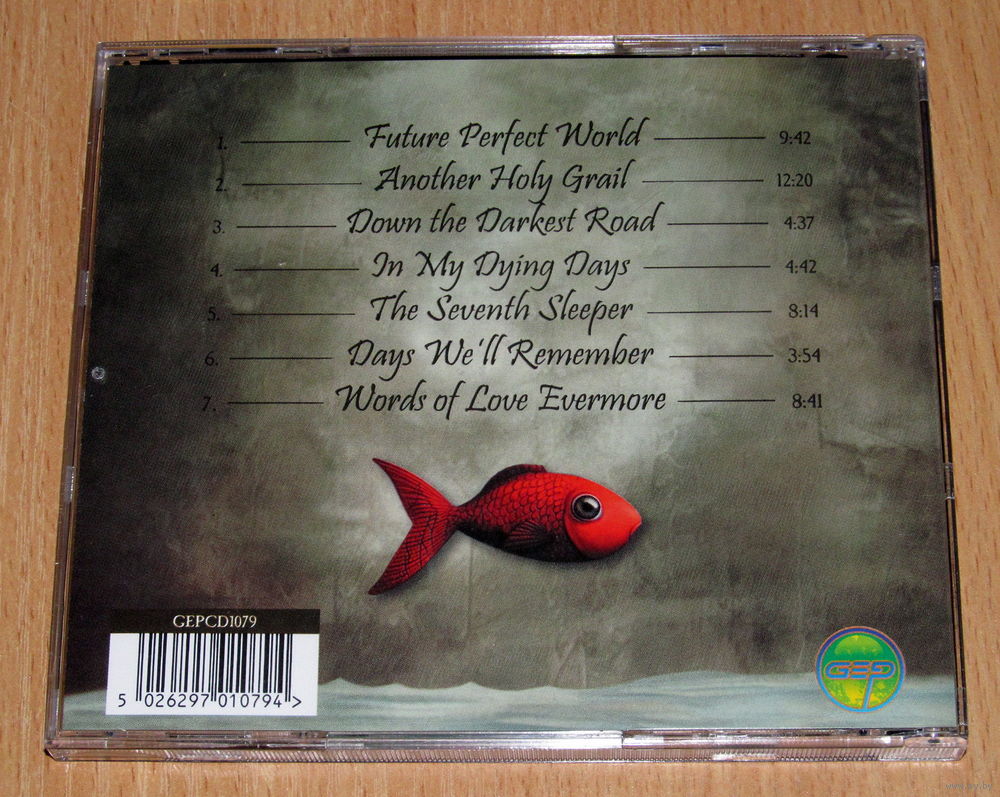 1. Future Perfect World 9:42
2. Another Holy Grail 12:20
3. Down the Darkest Road 4:37
4. In My Dying Days 4:42
5. The Seventh Sleeper 8:14
6. Days We'll Remember 3:54
7. Words of Love Evermore 8:41
GEPCD1079
5 026297 010794 >
GEP